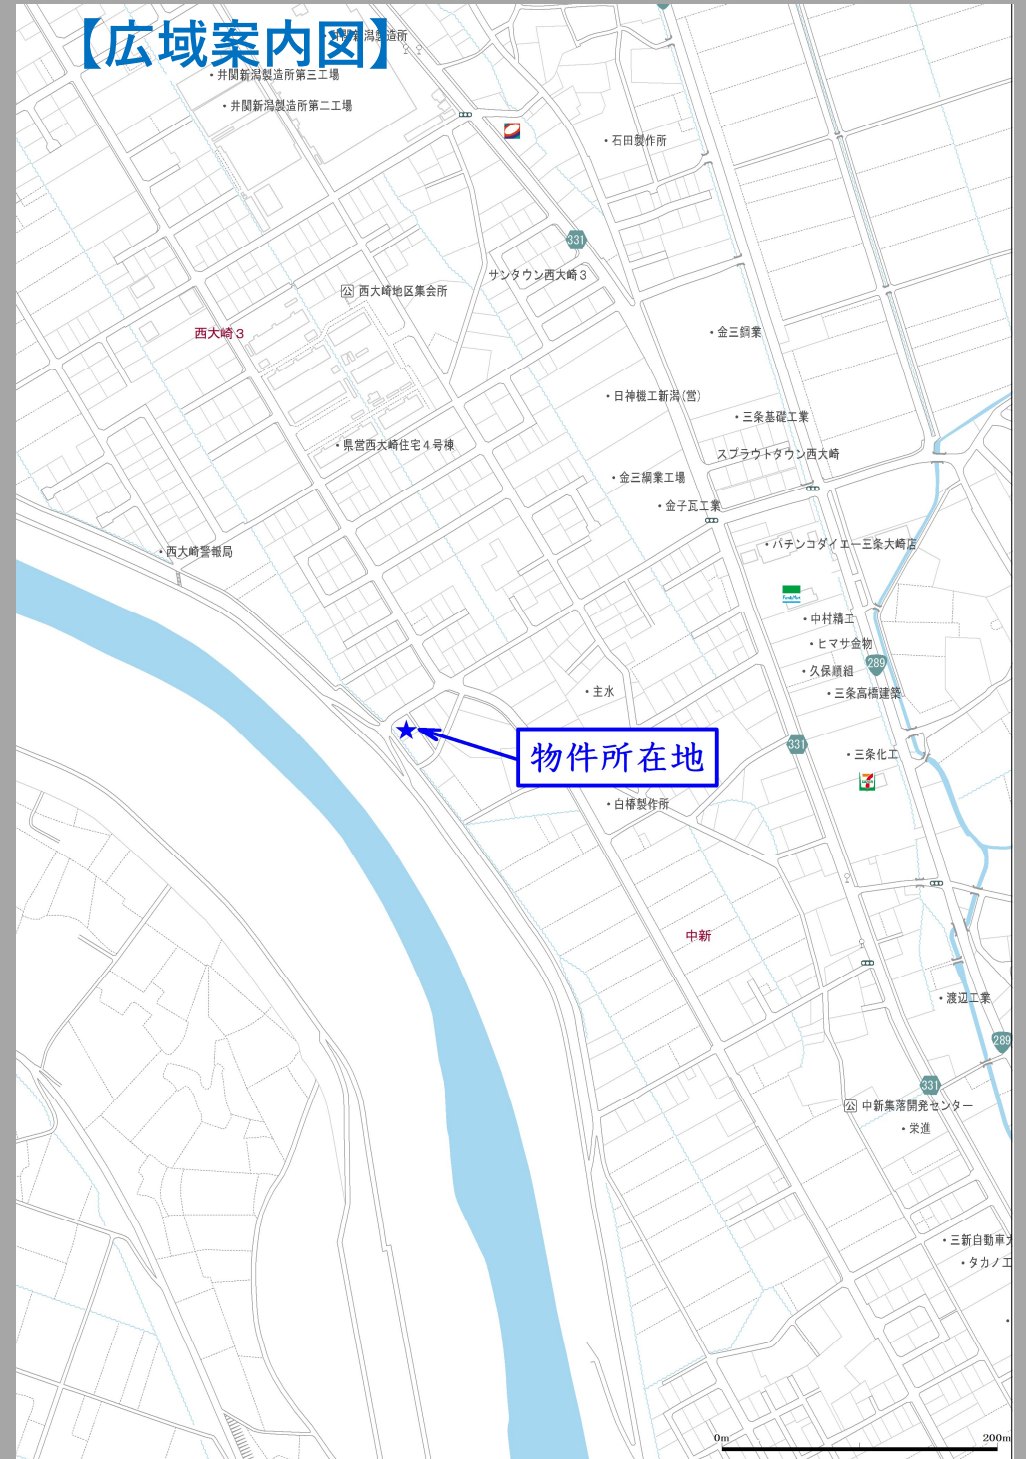 【広域案内図】
井関新潟製造所
・井関新潟製造所第三工場
・井関新潟製造所第二工場
・石田製作所
331
サンタウン西大崎3
公 西大崎地区集会所
西大崎3
・金三鋼業
・日神機工新潟(営)
・三条基礎工業
・県営西大崎住宅4号棟
スプラウトタウン西大崎
・金三鋼業工場
・金子瓦工業
・西大崎警報局
・パチンコダイエー三条大崎店
FamilyMart
・中村精工
・ヒマサ金物
289
・久保順組
・主水
・三条高橋建築
★
物件所在地
331
・三条化工
7
・白椿製作所
中新
・渡辺工業
289
331
公 中新集落開発センター
・栄進
・三新自動車
・タカノ工
0m
200m